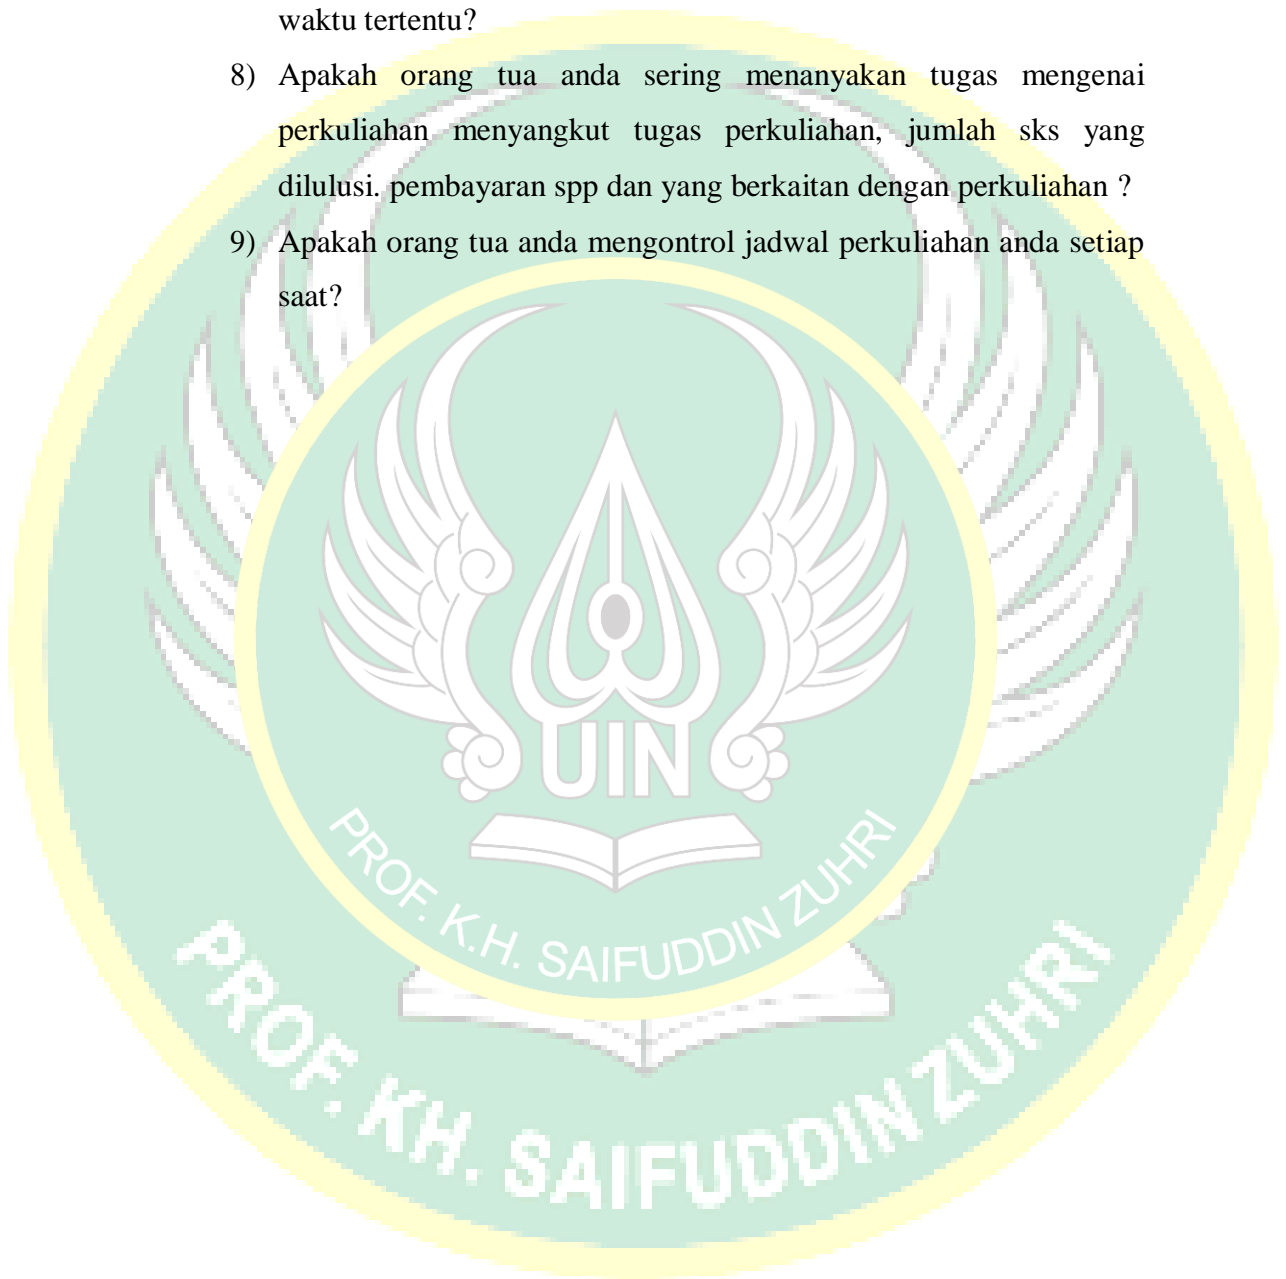 waktu tertentu?
8) Apakah orang tua anda sering menanyakan tugas mengenai
perkuliahan menyangkut tugas perkuliahan, jumlah sks yang
dilulusi. pembayaran spp dan yang berkaitan dengan perkuliahan ?
9) Apakah orang tua anda mengontrol jadwal perkuliahan anda setiap
saat?
UIN
PROF. K.H. SAIFUDDIN ZUHRI
PROF. KH. SAIFUDDIN ZUHRI